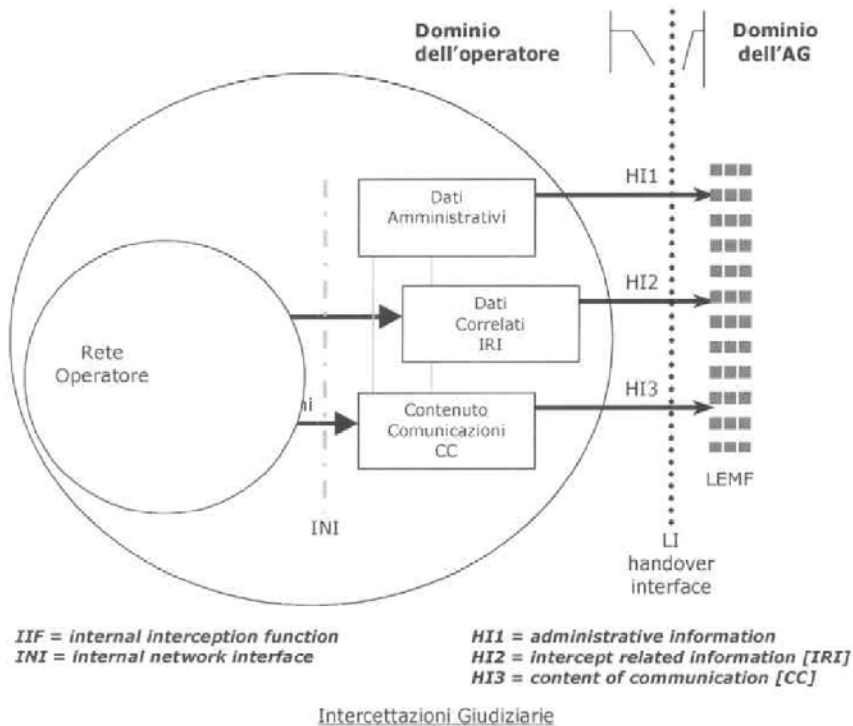 Dominio
dell'operatore
Dominio
dell'AG
Dati
Amministrativi
HI1
Dati
Correlati
IRI
HI2
Rete
Operatore
ni
Contenuto
Comunicazioni
CC
HI3
LEMF
INI
LI
handover
interface
IIF = internal interception function
INI = internal network interface
HI1 = administrative information
HI2 = intercept related information [IRI]
HI3 = content of communication [CC]
Intercettazioni Giudiziarie